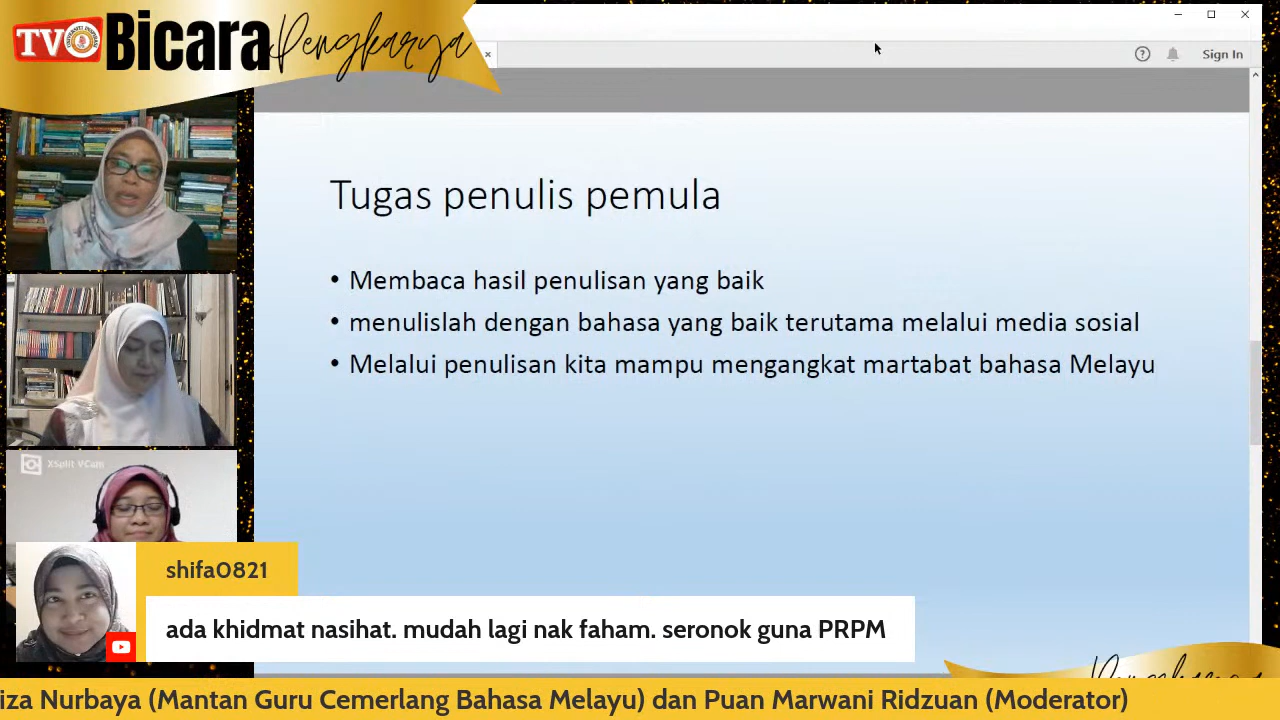 TV
Bicara
Pengkarya
Sign In
Tugas penulis pemula
• Membaca hasil penulisan yang baik
• menulislah dengan bahasa yang baik terutama melalui media sosial
• Melalui penulisan kita mampu mengangkat martabat bahasa Melayu
XSplit VCam
shifa0821
ada khidmat nasihat. mudah lagi nak faham. seronok guna PRPM
iza Nurbaya (Mantan Guru Cemerlang Bahasa Melayu) dan Puan Marwani Ridzuan (Moderator)